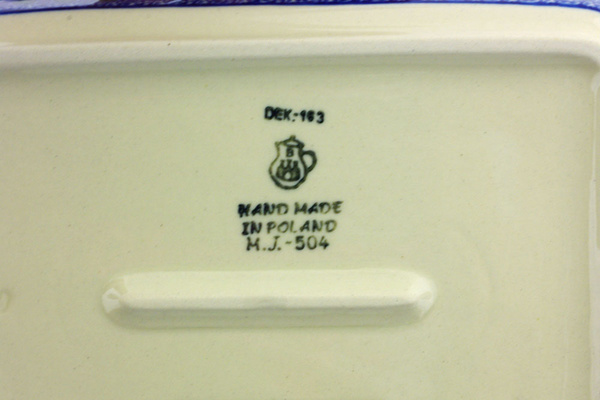 DEK.-163
B
HAND MADE
IN POLAND
M.J.-504